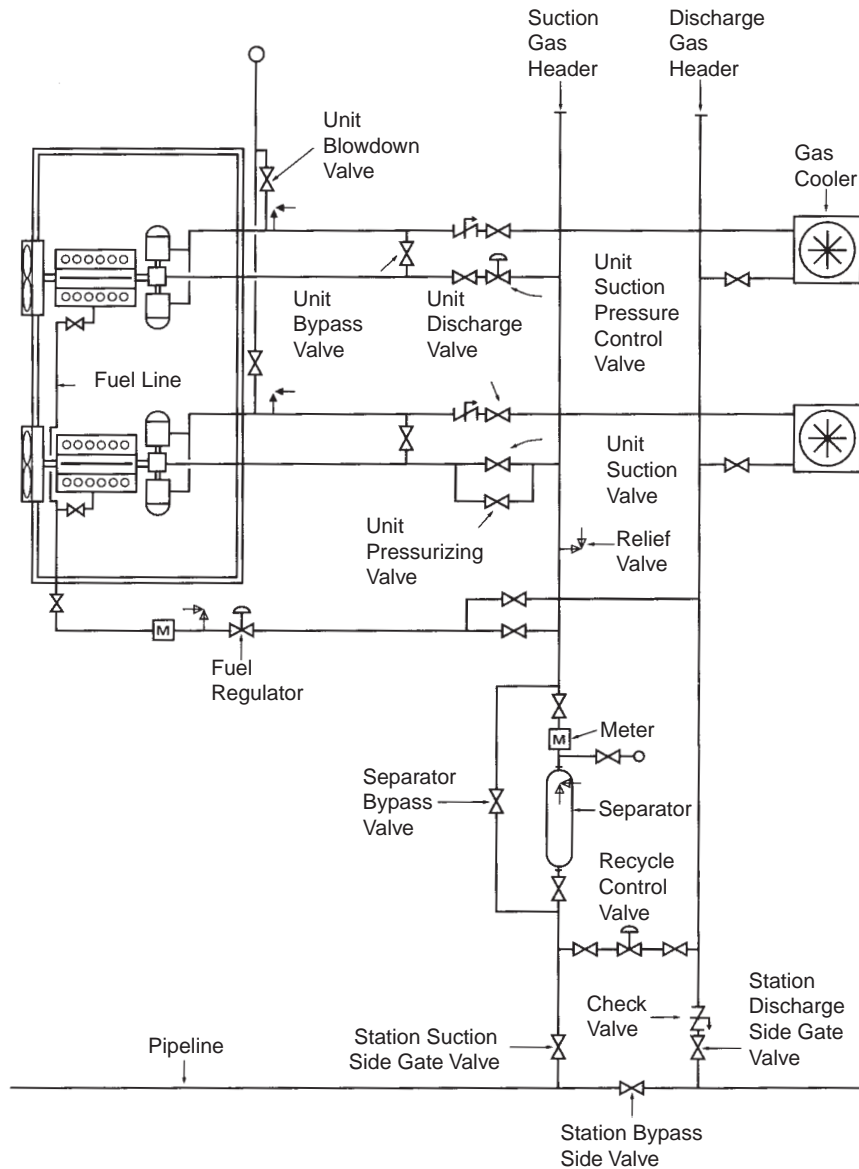 Suction
Gas
Header
Discharge
Gas
Header
Unit
Blowdown
Valve
Gas
Cooler
Unit
Bypass
Valve
Unit
Discharge
Valve
Unit
Suction
Pressure
Control
Valve
Fuel Line
Unit
Suction
Valve
Unit
Pressurizing
Valve
Relief
Valve
M
Fuel
Regulator
M
Meter
Separator
Bypass
Valve
Separator
Recycle
Control
Valve
Check
Valve
Station
Discharge
Side Gate
Valve
Station Suction
Side Gate Valve
Pipeline
Station Bypass
Side Valve